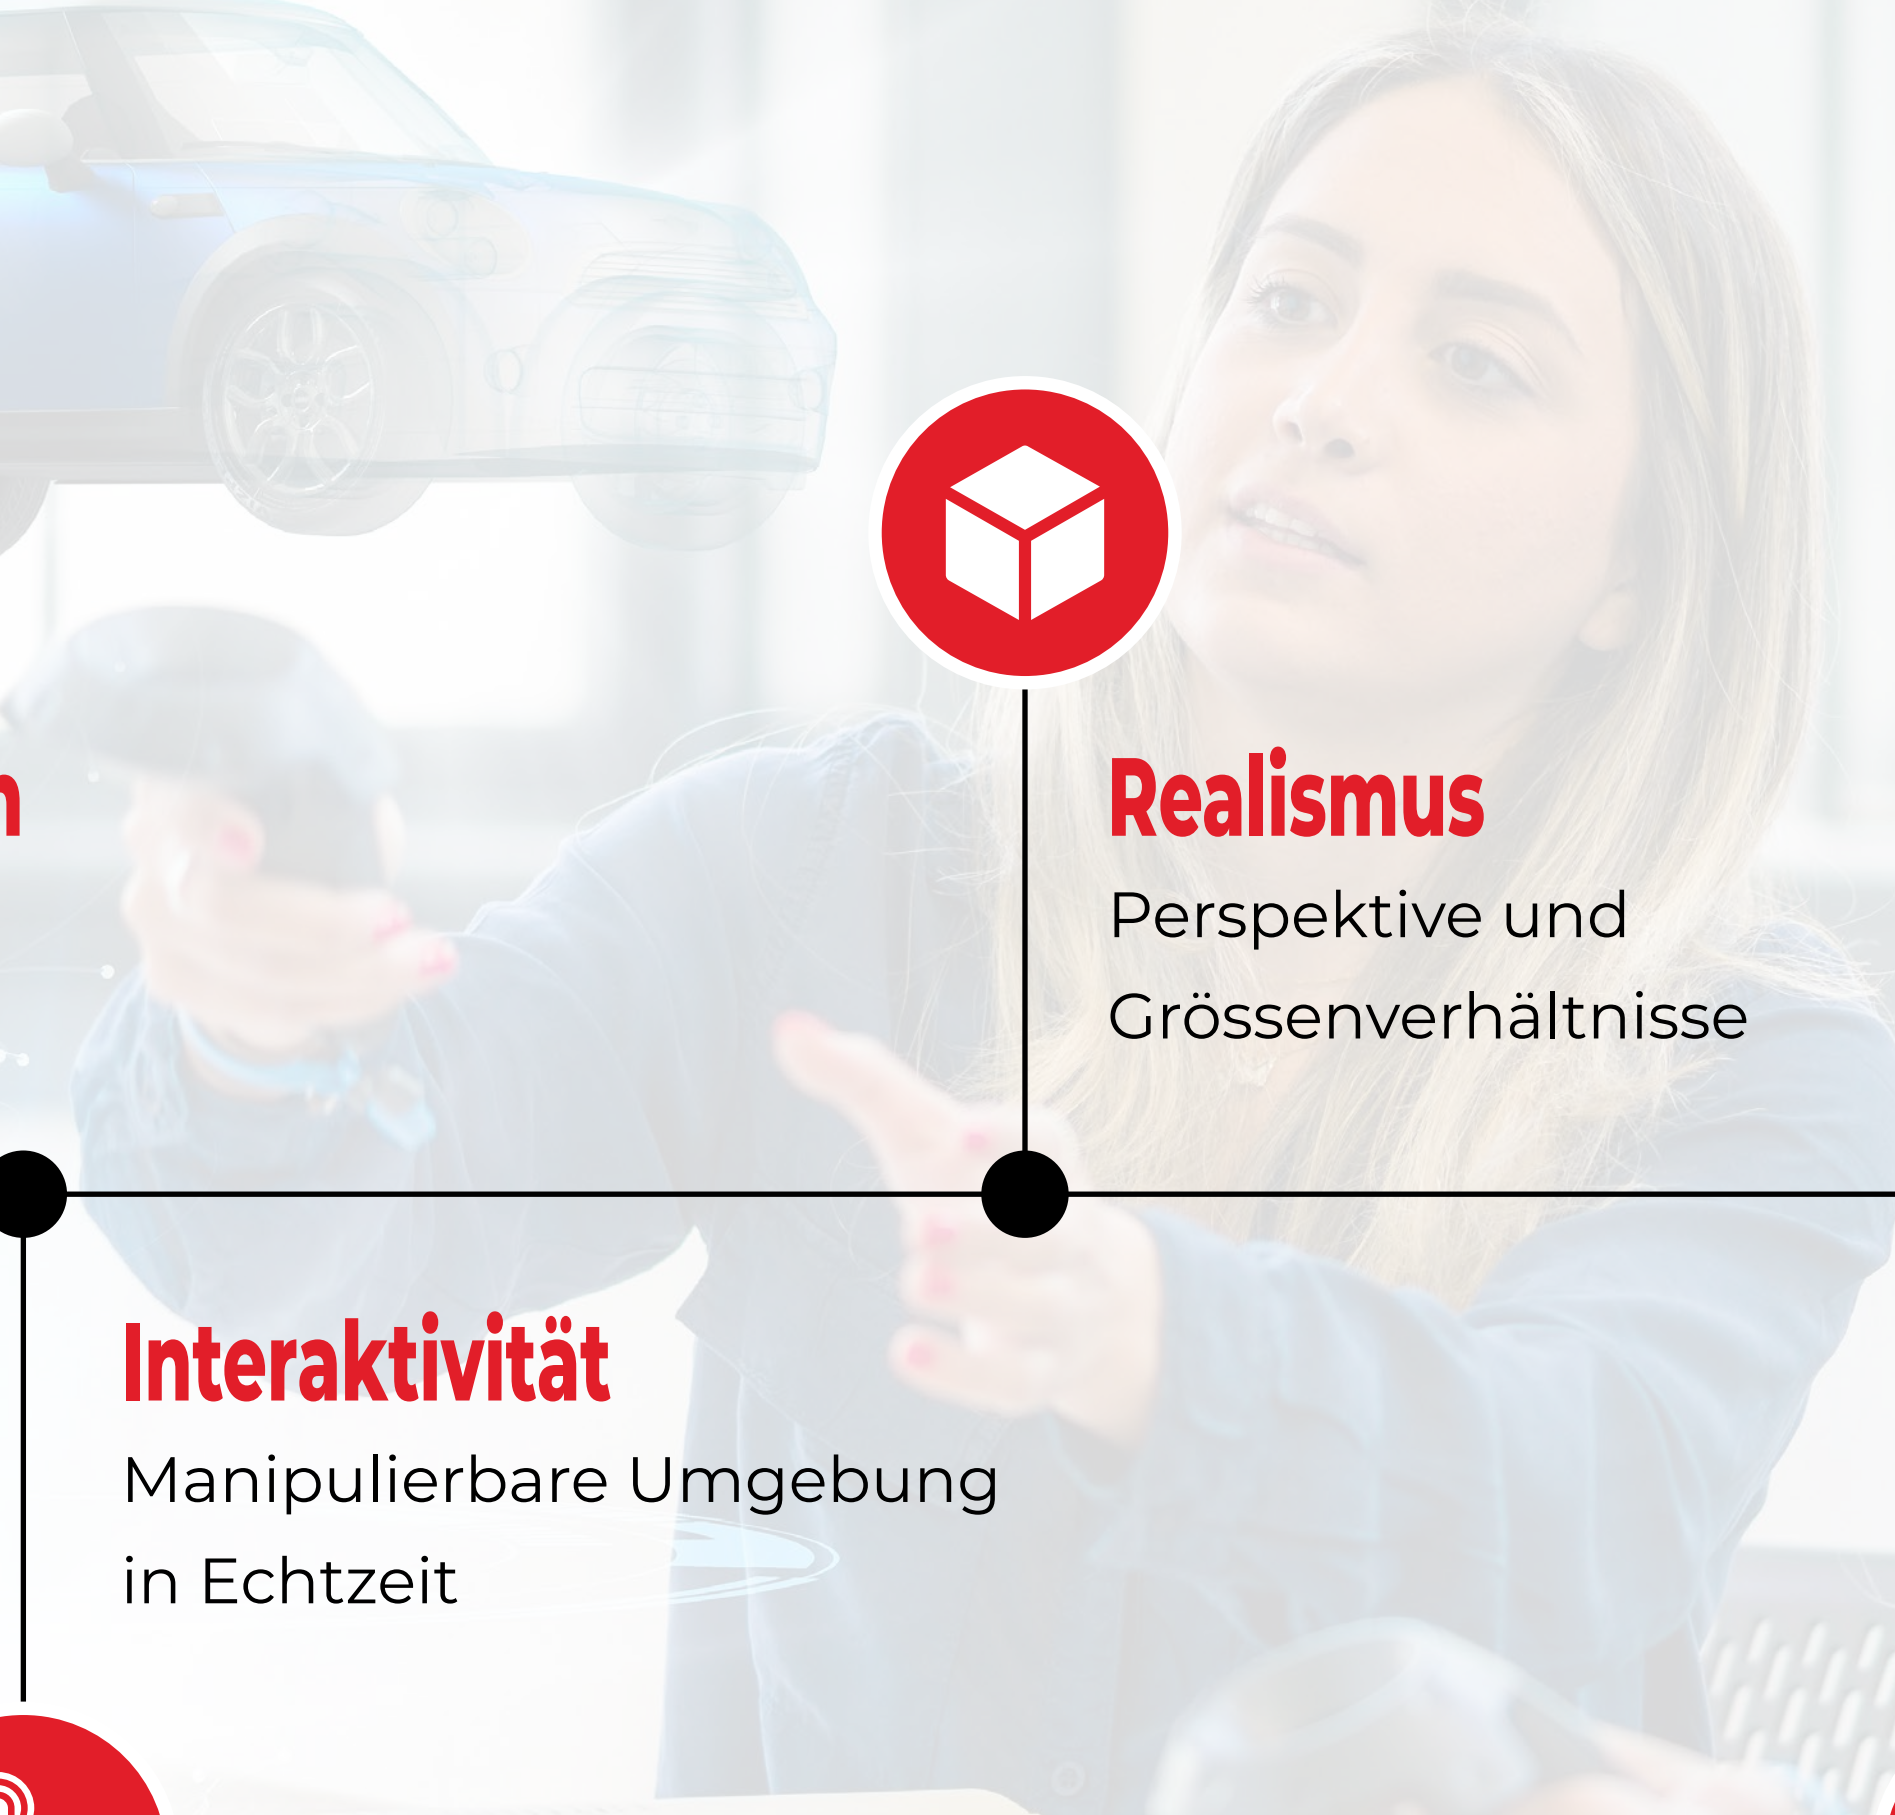 Realismus
Perspektive und
Grössenverhältnisse
Interaktivität
Manipulierbare Umgebung
in Echtzeit